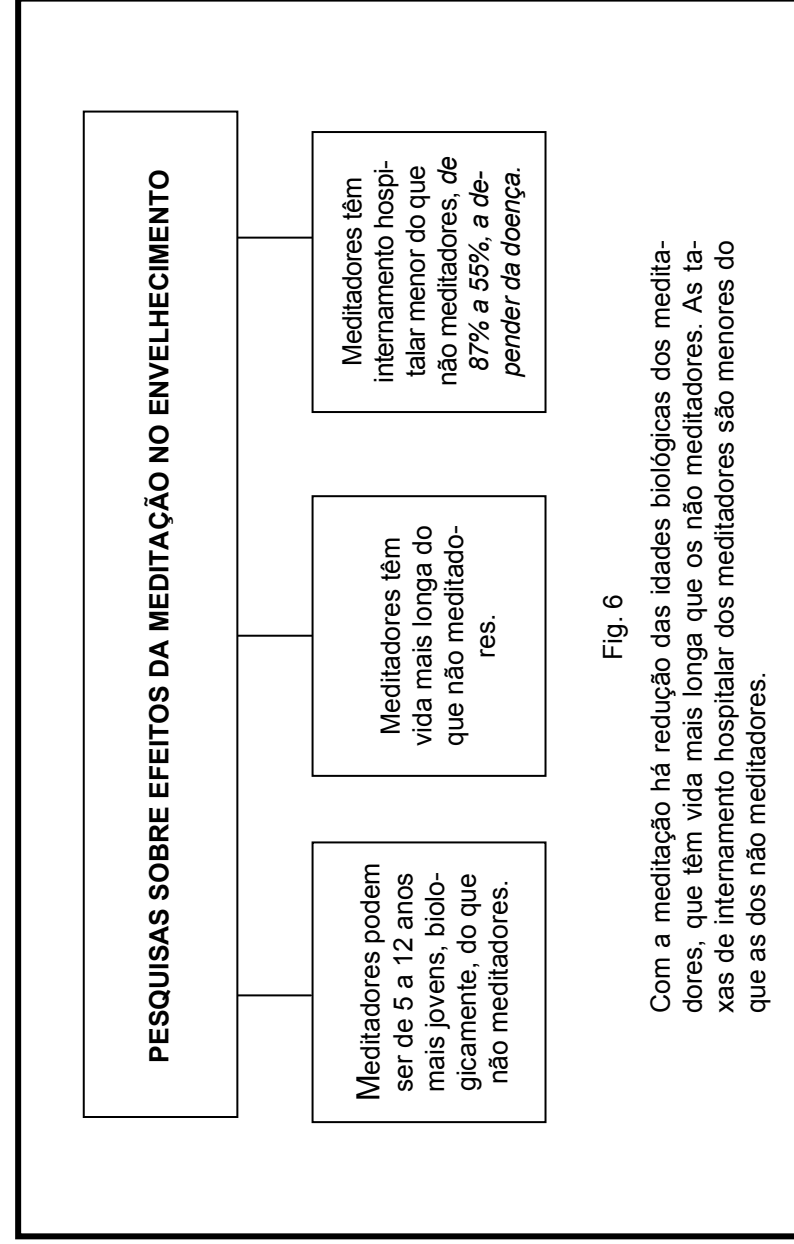 PESQUISAS SOBRE EFEITOS DA MEDITAÇÃO NO ENVELHECIMENTO
Meditadores podem
ser de 5 a 12 anos
mais jovens, biolo-
gicamente, do que
não meditadores.
Meditadores têm
vida mais longa do
que não meditado-
res.
Meditadores têm
internamento hospi-
talar menor do que
não meditadores, de
87% a 55%, a de-
pender da doença.
Fig. 6
Com a meditação há redução das idades biológicas dos medita-
dores, que têm vida mais longa que os não meditadores. As ta-
xas de internamento hospitalar dos meditadores são menores do
que as dos não meditadores.